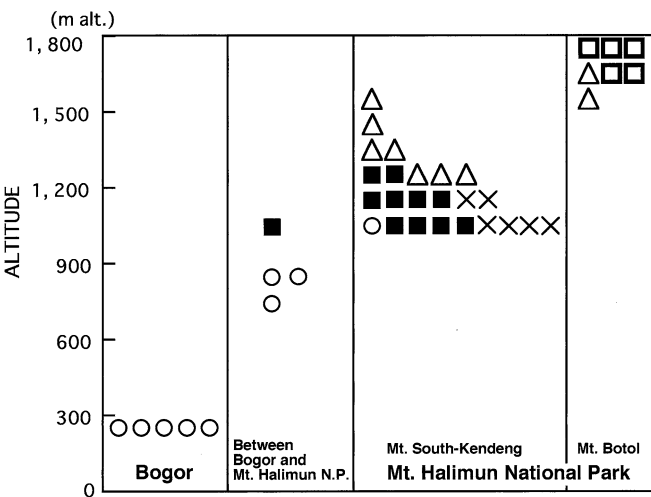 (m alt.)
1,800
1,500
1,200
900
600
300
0
ALTITUDE
Bogor
Between
Bogor and
Mt. Halimun N.P.
Mt. South-Kendeng
Mt. Botol
Mt. Halimun National Park